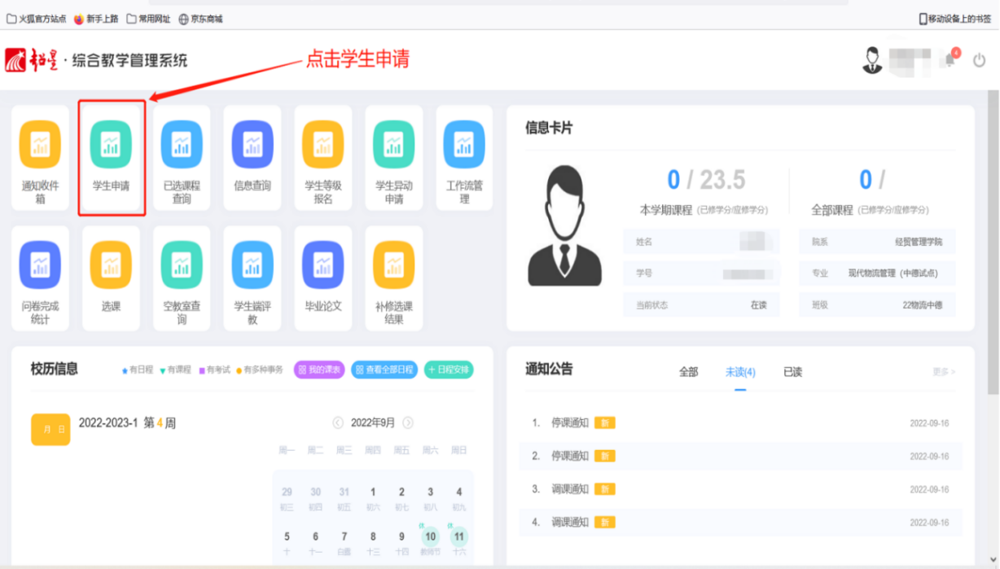 火狐官方站点 新手上路 常用网址 京东商城 移动设备上的书签
综合教学管理系统
点击学生申请
4
通知收件箱
学生申请
已选课程查询
信息查询
学生等级报名
学生异动申请
工作流管理
问卷完成统计
选课
空教室查询
学生端评教
毕业论文
补修选课结果
信息卡片
0 / 23.5
本学期课程 (已修学分/应修学分)
0 /
全部课程 (已修学分/应修学分)
姓名
院系 经贸管理学院
学号
专业 现代物流管理 (中德试点)
当前状态 在读
班级 22物流中德
校历信息
有日程 有课程 有考试 有多种事务 我的课表 查看全部日程 + 日程安排
月 日
2022-2023-1 第4周
2022年9月
周一 周二 周三 周四 周五 周六 周日
29 30 31 1 2 3 4
初三 初四 初五 初六 初七 初八 初九
休 休
5 6 7 8 9 10 11
十 十一 白露 十三 十四 教师节 十六
通知公告
全部 未读(4) 已读 更多 >
1. 停课通知 新 2022-09-16
2. 停课通知 新 2022-09-16
3. 调课通知 新 2022-09-16
4. 调课通知 新 2022-09-16